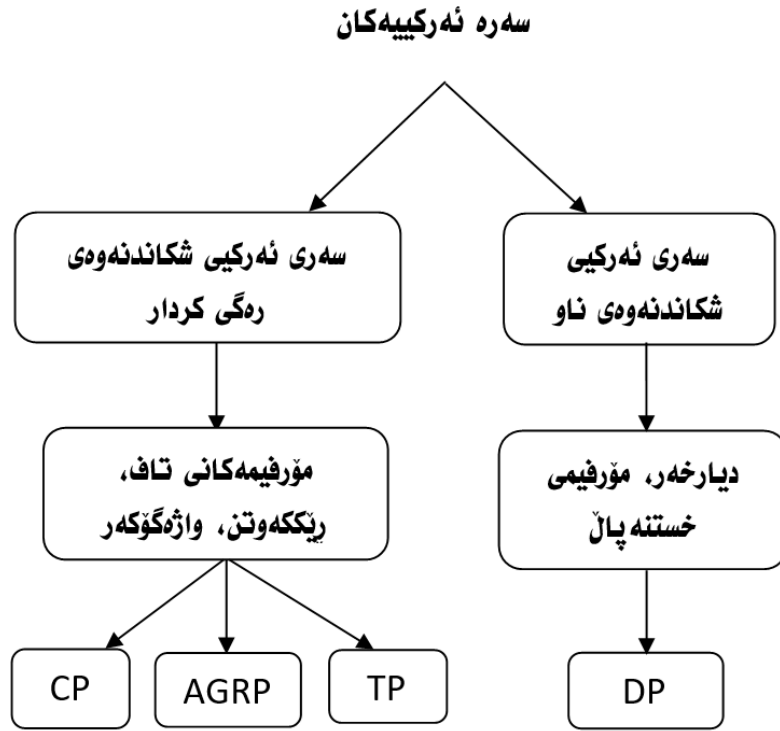 سەرە ئەرکییەکان
سەری ئەرکیی
شکاندنەوەی ناو
سەری ئەرکیی شکاندنەوەی
رەگی کردار
دیارخەر، مۆرفیمی
خستنە پاڵ
مۆرفیمەکانی تاف،
ڕێککەوتن، واژەگۆکەر
DP
TP
AGRP
CP